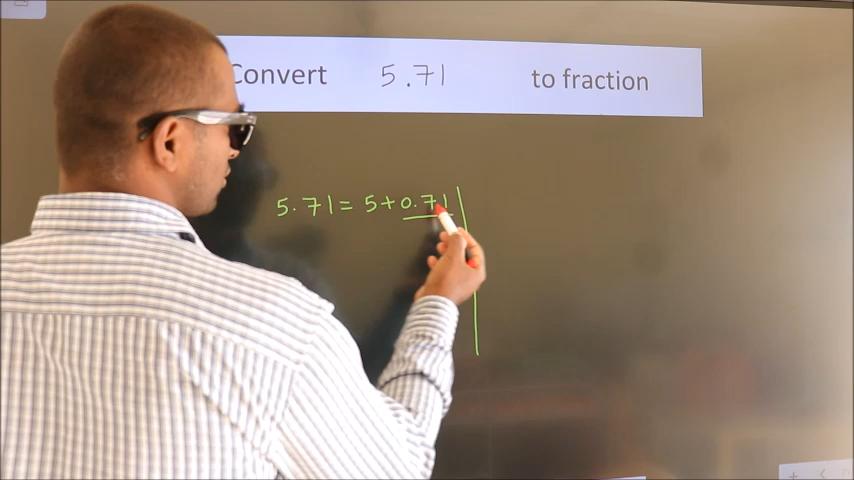 Convert 5.71 to fraction
5.71 = 5 + 0.71